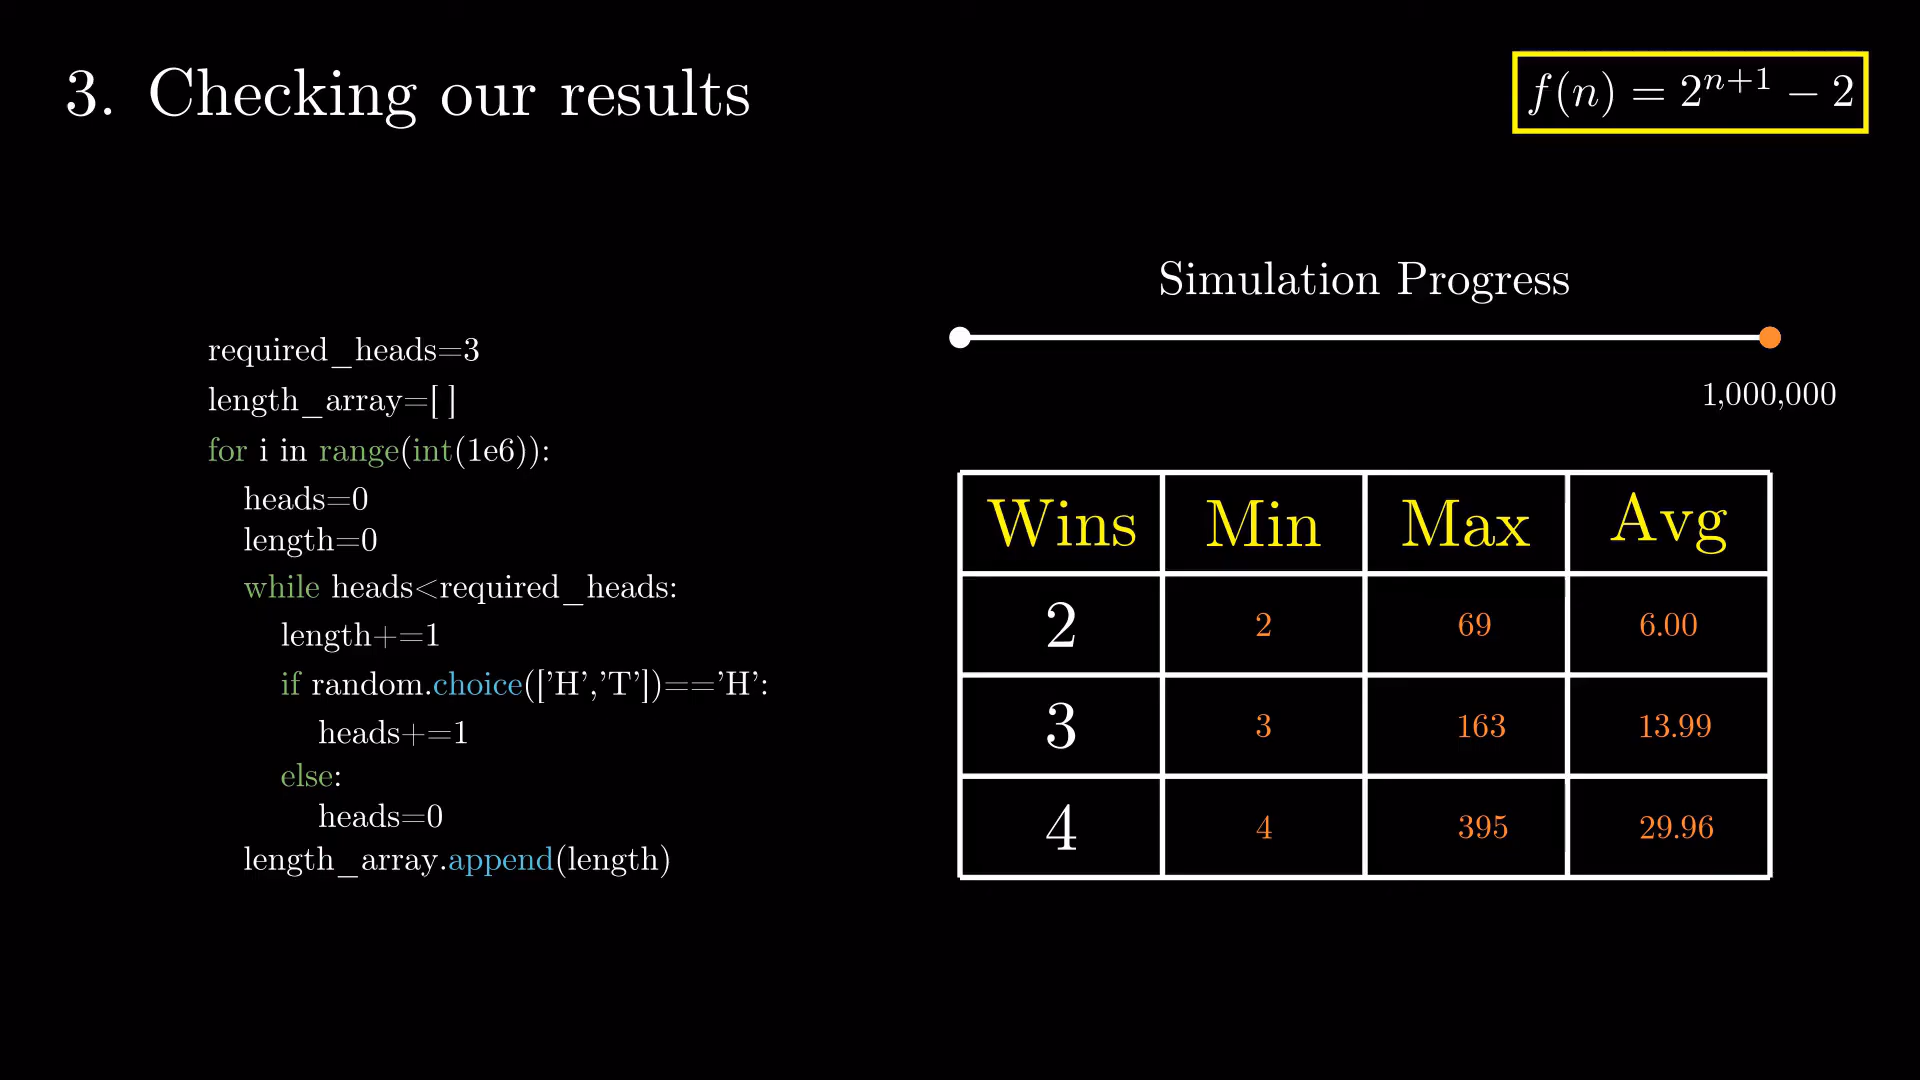 3. Checking our results
f(n) = 2^{n+1} − 2
required_heads=3
length_array=[ ]
for i in range(int(1e6)):
heads=0
length=0
while heads<required_heads:
length+=1
if random.choice(['H','T'])=='H':
heads+=1
else:
heads=0
length_array.append(length)
Simulation Progress
1,000,000
Wins Min Max Avg
2 2 69 6.00
3 3 163 13.99
4 4 395 29.96